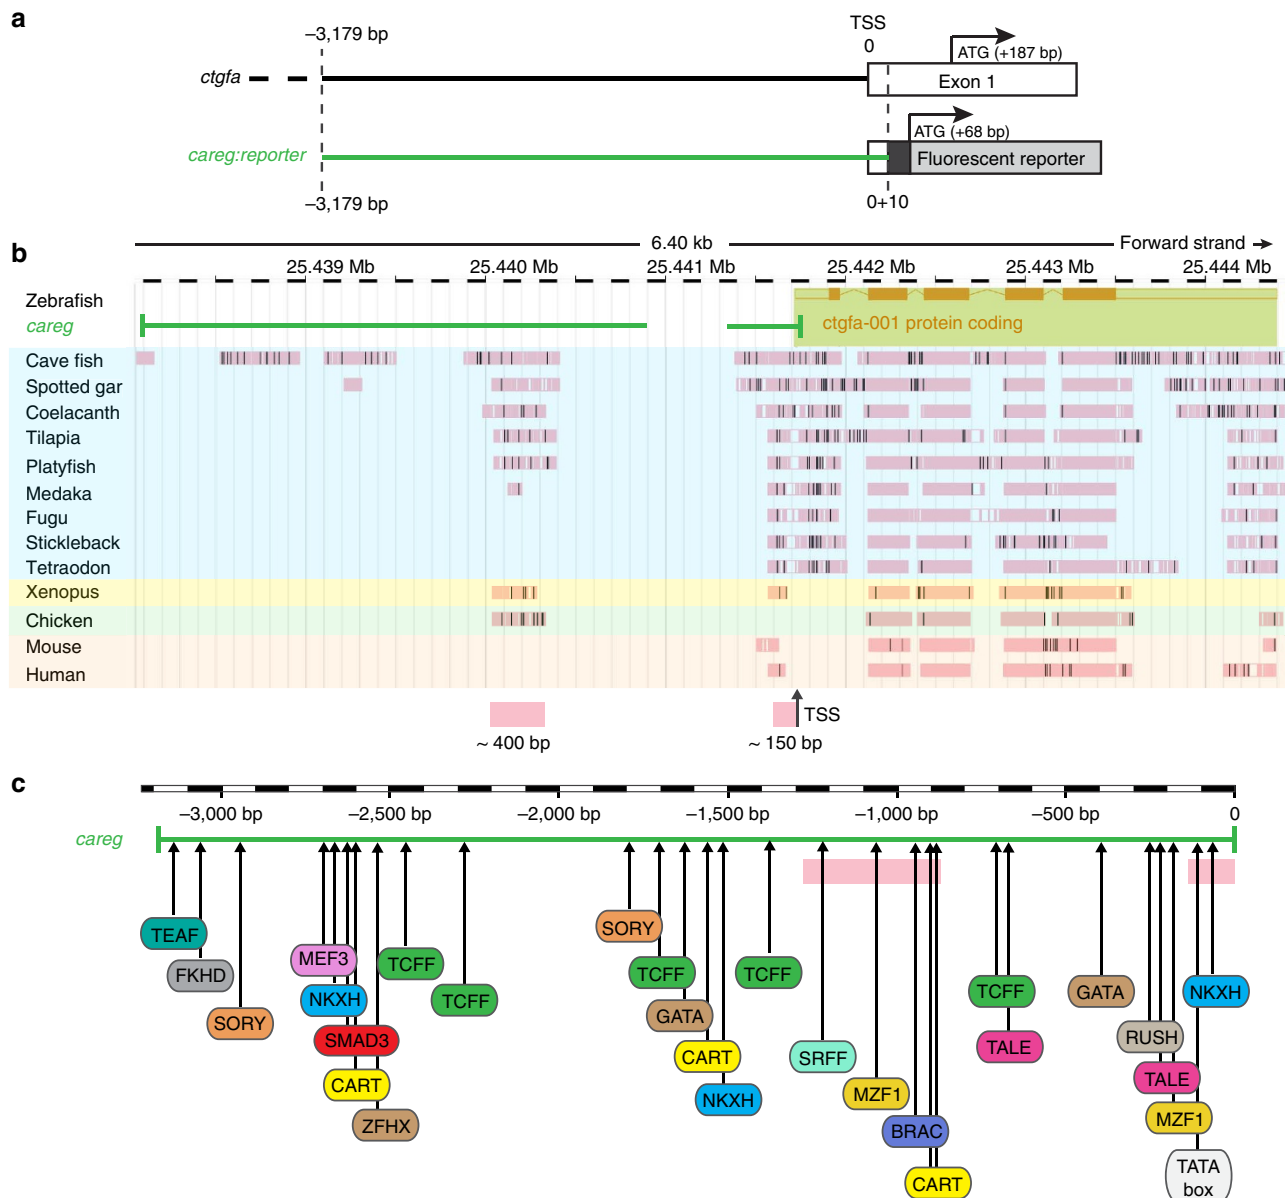 a
−3,179 bp
TSS
0
ATG (+187 bp)
ctgfa
Exon 1
ATG (+68 bp)
careg:reporter
Fluorescent reporter
−3,179 bp
0+10
b
6.40 kb
Forward strand
25.439 Mb 25.440 Mb 25.441 Mb 25.442 Mb 25.443 Mb 25.444 Mb
Zebrafish
careg
ctgfa-001 protein coding
Cave fish
Spotted gar
Coelacanth
Tilapia
Platyfish
Medaka
Fugu
Stickleback
Tetraodon
Xenopus
Chicken
Mouse
Human
TSS
~ 400 bp
~ 150 bp
c
−3,000 bp −2,500 bp −2,000 bp −1,500 bp −1,000 bp −500 bp 0
careg
TEAF
FKHD
SORY
MEF3
NKXH
SMAD3
CART
ZFHX
TCFF
TCFF
SORY
TCFF
GATA
CART
NKXH
TCFF
SRFF
MZF1
BRAC
CART
TCFF
TALE
GATA
RUSH
TALE
MZF1
TATA
box
NKXH